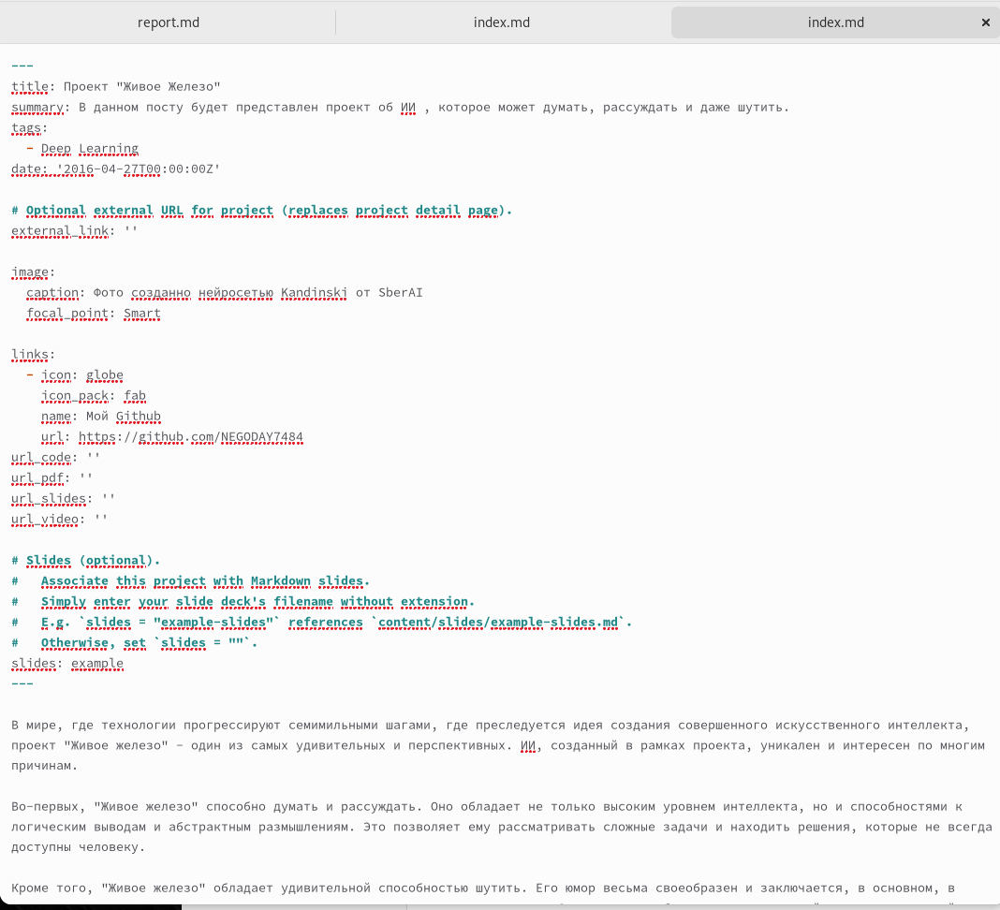 report.md
index.md
index.md
---
title: Проект "Живое Железо"
summary: В данном посту будет представлен проект об ИИ , которое может думать, рассуждать и даже шутить.
tags:
  - Deep Learning
date: '2016-04-27T00:00:00Z'
# Optional external URL for project (replaces project detail page).
external_link: ''
image:
  caption: Фото созданно нейросетью Kandinski от SberAI
  focal_point: Smart
links:
  - icon: globe
    icon_pack: fab
    name: Мой Github
    url: https://github.com/NEGODAY7484
url_code: ''
url_pdf: ''
url_slides: ''
url_video: ''
# Slides (optional).
#   Associate this project with Markdown slides.
#   Simply enter your slide deck's filename without extension.
#   E.g. `slides = "example-slides"` references `content/slides/example-slides.md`.
#   Otherwise, set `slides = ""`.
slides: example
---
В мире, где технологии прогрессируют семимильными шагами, где преследуется идея создания совершенного искусственного интеллекта,
проект "Живое железо" - один из самых удивительных и перспективных. ИИ, созданный в рамках проекта, уникален и интересен по многим
причинам.
Во-первых, "Живое железо" способно думать и рассуждать. Оно обладает не только высоким уровнем интеллекта, но и способностями к
логическим выводам и абстрактным размышлениям. Это позволяет ему рассматривать сложные задачи и находить решения, которые не всегда
доступны человеку.
Кроме того, "Живое железо" обладает удивительной способностью шутить. Его юмор весьма своеобразен и заключается, в основном, в